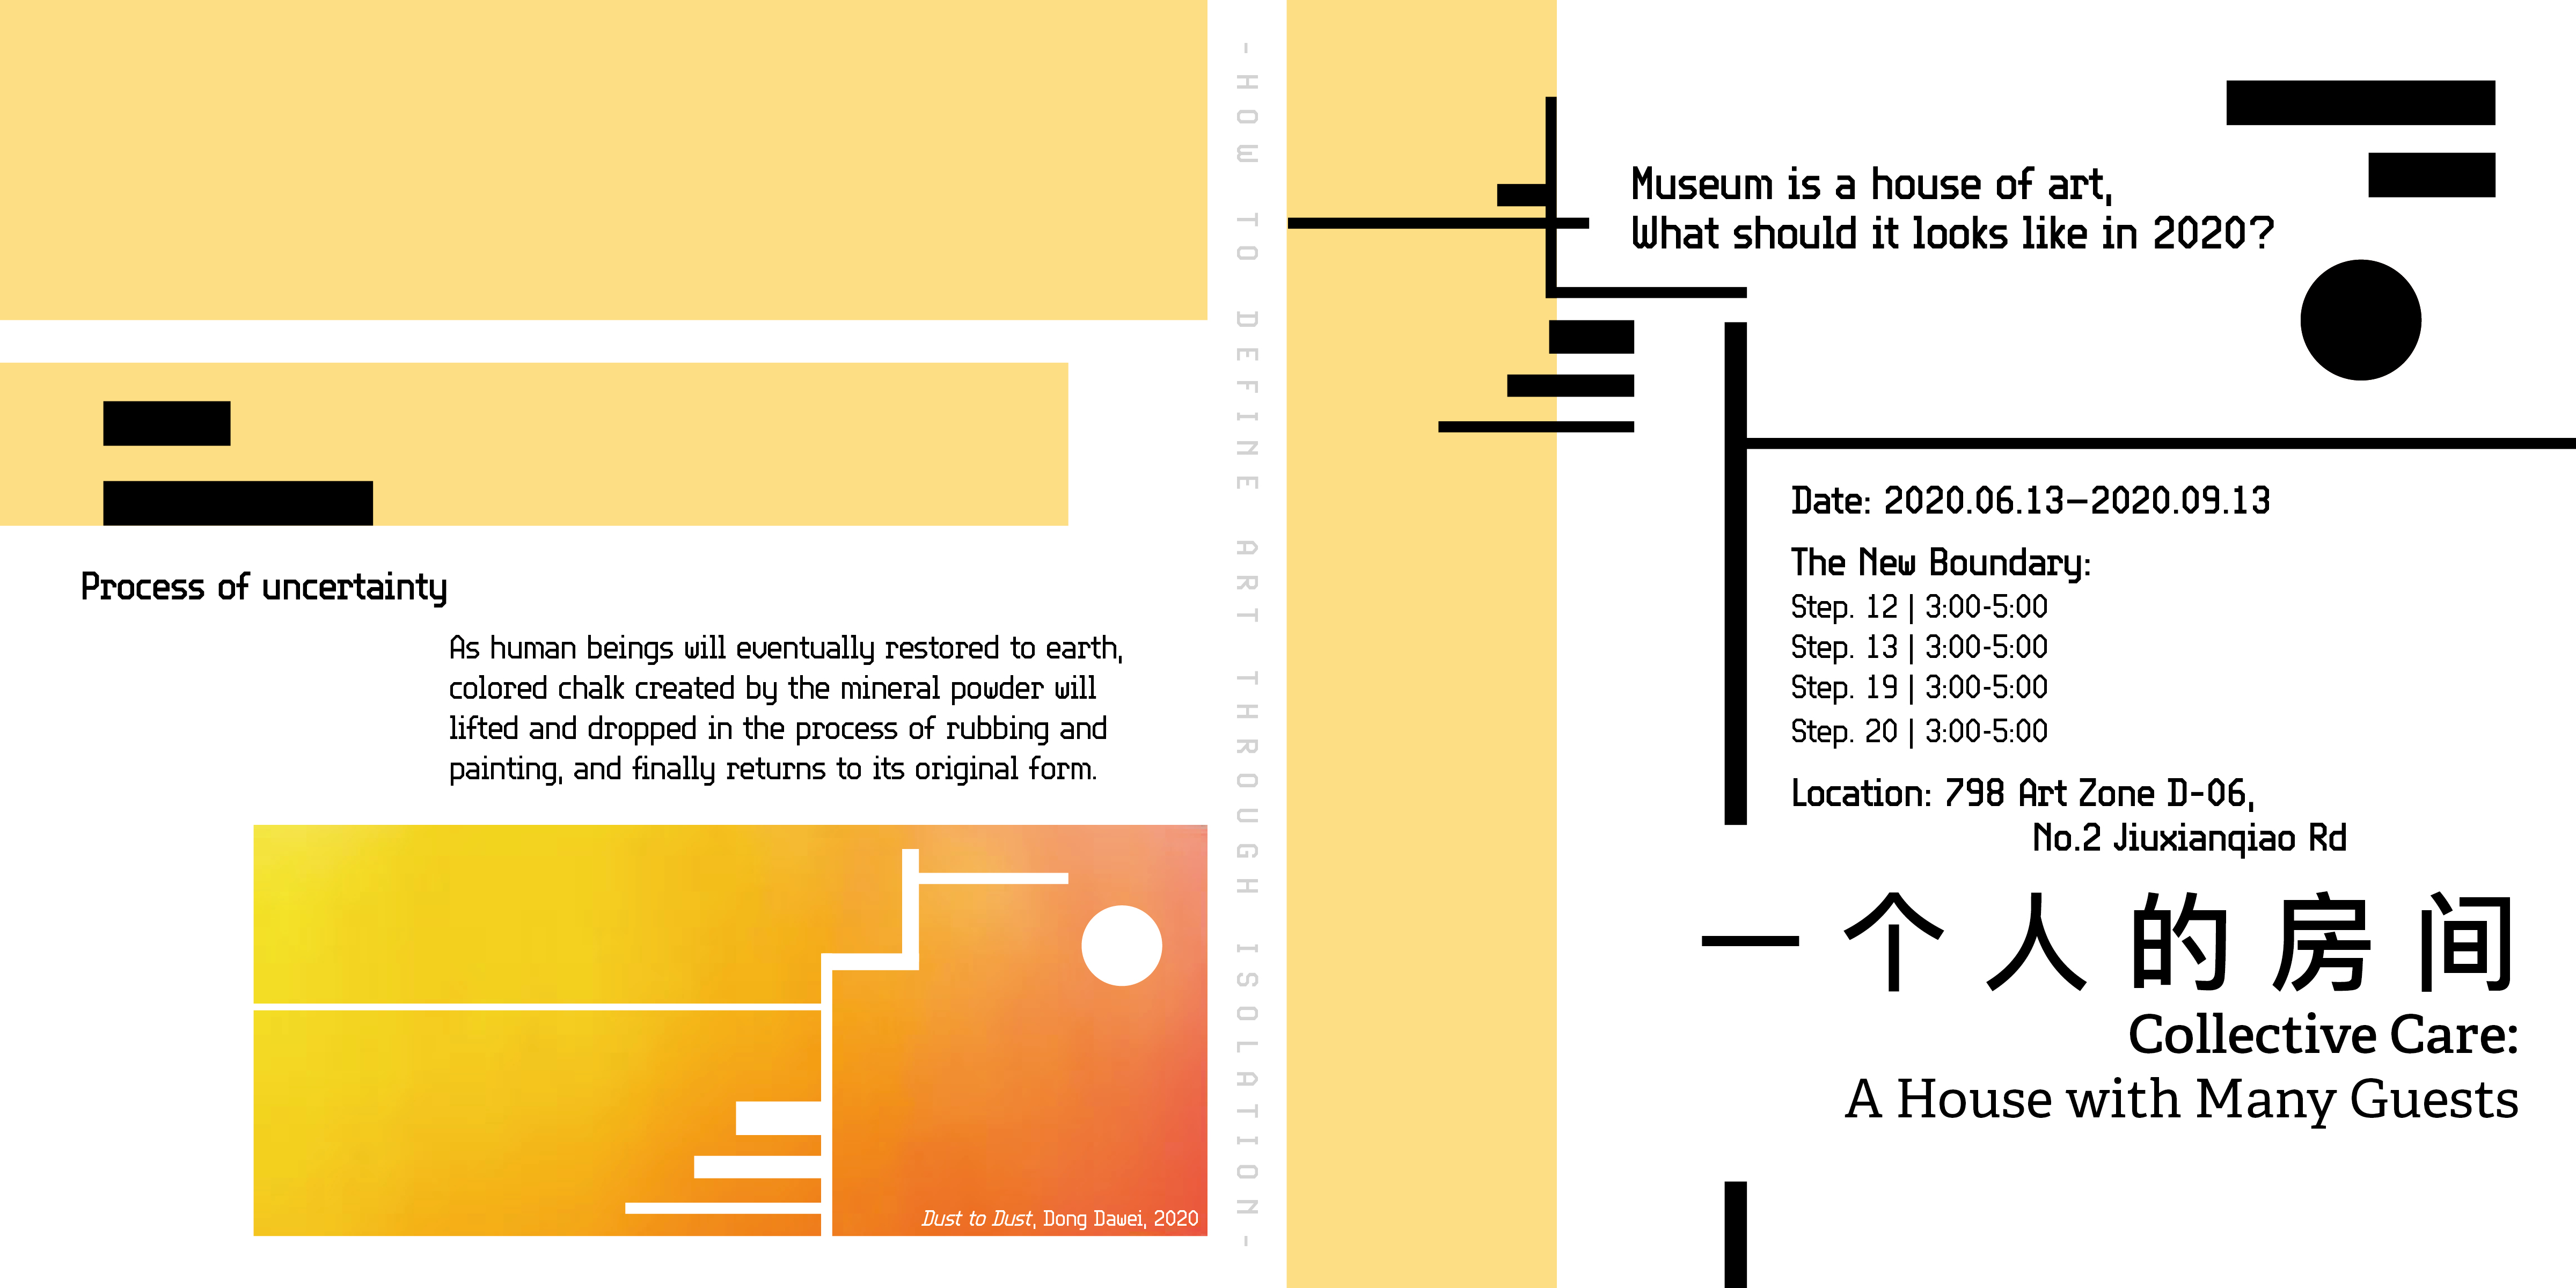 Process of uncertainty
As human beings will eventually restored to earth,
colored chalk created by the mineral powder will
lifted and dropped in the process of rubbing and
painting, and finally returns to its original form.
Dust to Dust, Dong Dawei, 2020
-HOW TO DEFINE ART THROUGH ISOLATION-
Museum is a house of art,
What should it looks like in 2020?
Date: 2020.06.13–2020.09.13
The New Boundary:
Step. 12 | 3:00-5:00
Step. 13 | 3:00-5:00
Step. 19 | 3:00-5:00
Step. 20 | 3:00-5:00
Location: 798 Art Zone D-06,
No.2 Jiuxianqiao Rd
一个人的房间
Collective Care:
A House with Many Guests